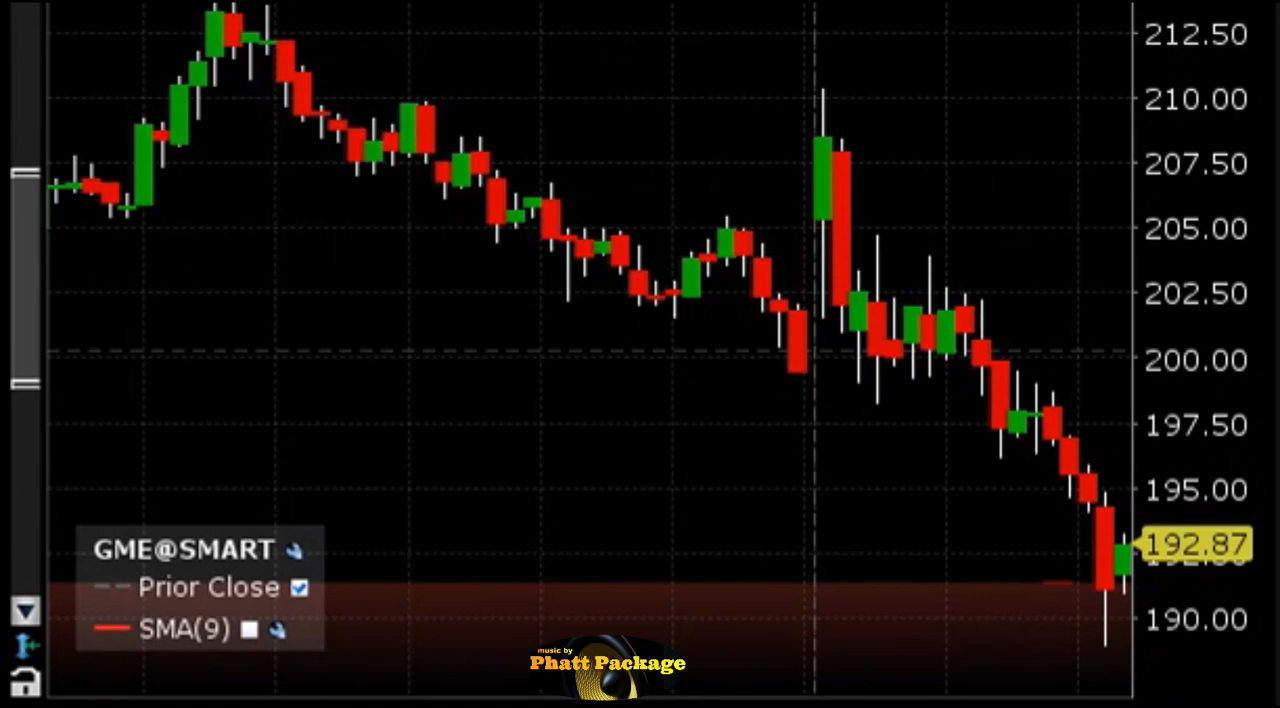 212.50
210.00
207.50
205.00
202.50
200.00
197.50
195.00
192.87
190.00
GME@SMART
Prior Close
SMA(9)
music by
Phatt Package